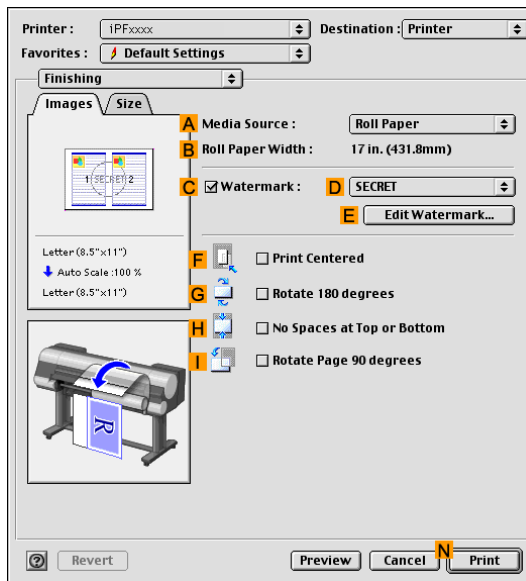 Printer : iPFxxxx Destination : Printer
Favorites : Default Settings
Finishing
Images Size
A Media Source : Roll Paper
B Roll Paper Width : 17 in. (431.8mm)
1 SECRET 2
C Watermark : D SECRET
E Edit Watermark...
Letter (8.5"x11")
Auto Scale :100 %
Letter (8.5"x11")
F Print Centered
G Rotate 180 degrees
H No Spaces at Top or Bottom
I Rotate Page 90 degrees
R
N
? Revert Preview Cancel Print